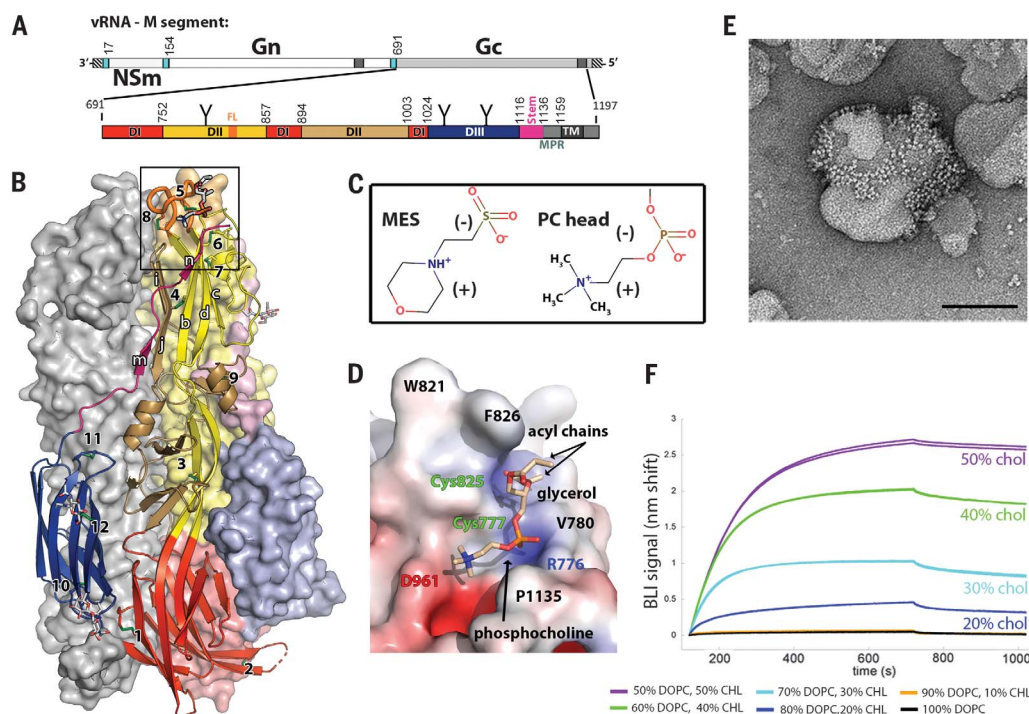 A
vRNA - M segment:
17
154
691
Gn
Gc
3'
5'
NSm
691
752
857
894
1003
1024
1116
1136
1159
1197
FL
Stem
DI
DII
DI
DII
DI
DIII
TM
MPR
B
5
8
6
n
7
i
4
c
b
d
j
m
9
11
3
12
10
1
2
C
MES
(-)
O
S
O
O-
NH+
(+)
O
PC head
O
(-)
O
P
O
O-
H3C
N+
CH3
H3C
(+)
D
W821
F826
acyl chains
Cys825
glycerol
Cys777
V780
D961
R776
P1135
phosphocholine
E
F
BLI signal (nm shift)
3
2.5
2
1.5
1
0.5
0
200
400
600
800
1000
time (s)
50% chol
40% chol
30% chol
20% chol
50% DOPC, 50% CHL
70% DOPC, 30% CHL
90% DOPC, 10% CHL
60% DOPC, 40% CHL
80% DOPC,20% CHL
100% DOPC